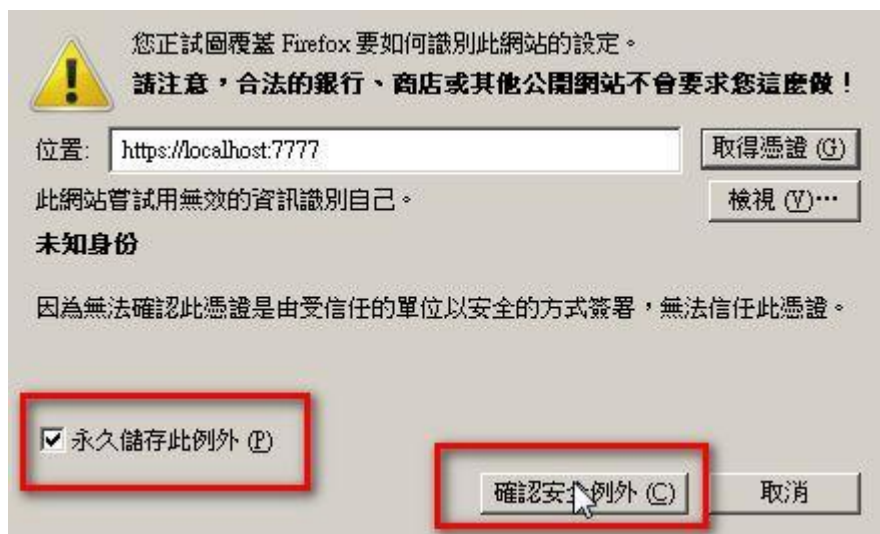 您正試圖覆蓋 Firefox 要如何識別此網站的設定。
請注意，合法的銀行、商店或其他公開網站不會要求您這麼做！
位置: https://localhost:7777 取得憑證 (G)
此網站嘗試用無效的資訊識別自己。 檢視 (V)…
未知身份
因為無法確認此憑證是由受信任的單位以安全的方式簽署，無法信任此憑證。
永久儲存此例外 (P)
確認安全例外 (C) 取消